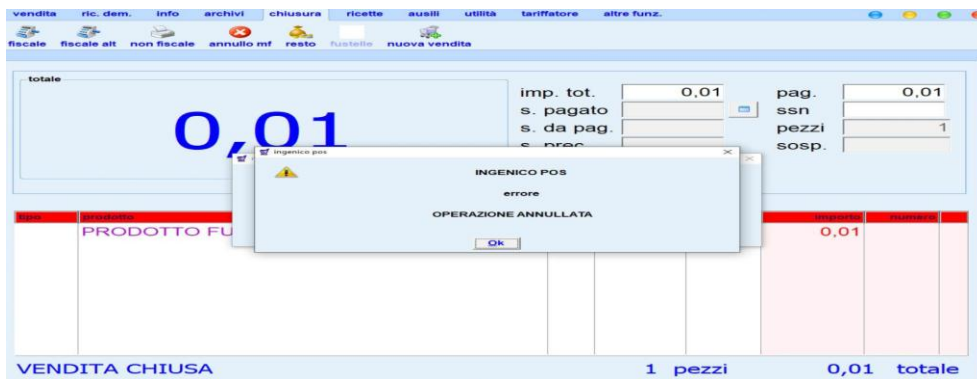 vendita ric. dem. info archivi chiusura ricette ausili utilità tariffatore altre funz.
fiscale fiscale alt non fiscale annullo mf resto fustelle nuova vendita
totale
0,01
imp. tot. 0,01 pag. 0,01
s. pagato ssn
s. da pag. pezzi 1
s. prec. sosp.
ingenico pos
INGENICO POS
errore
OPERAZIONE ANNULLATA
Ok
tipo prodotto importo numero
PRODOTTO FU 0,01
VENDITA CHIUSA 1 pezzi 0,01 totale